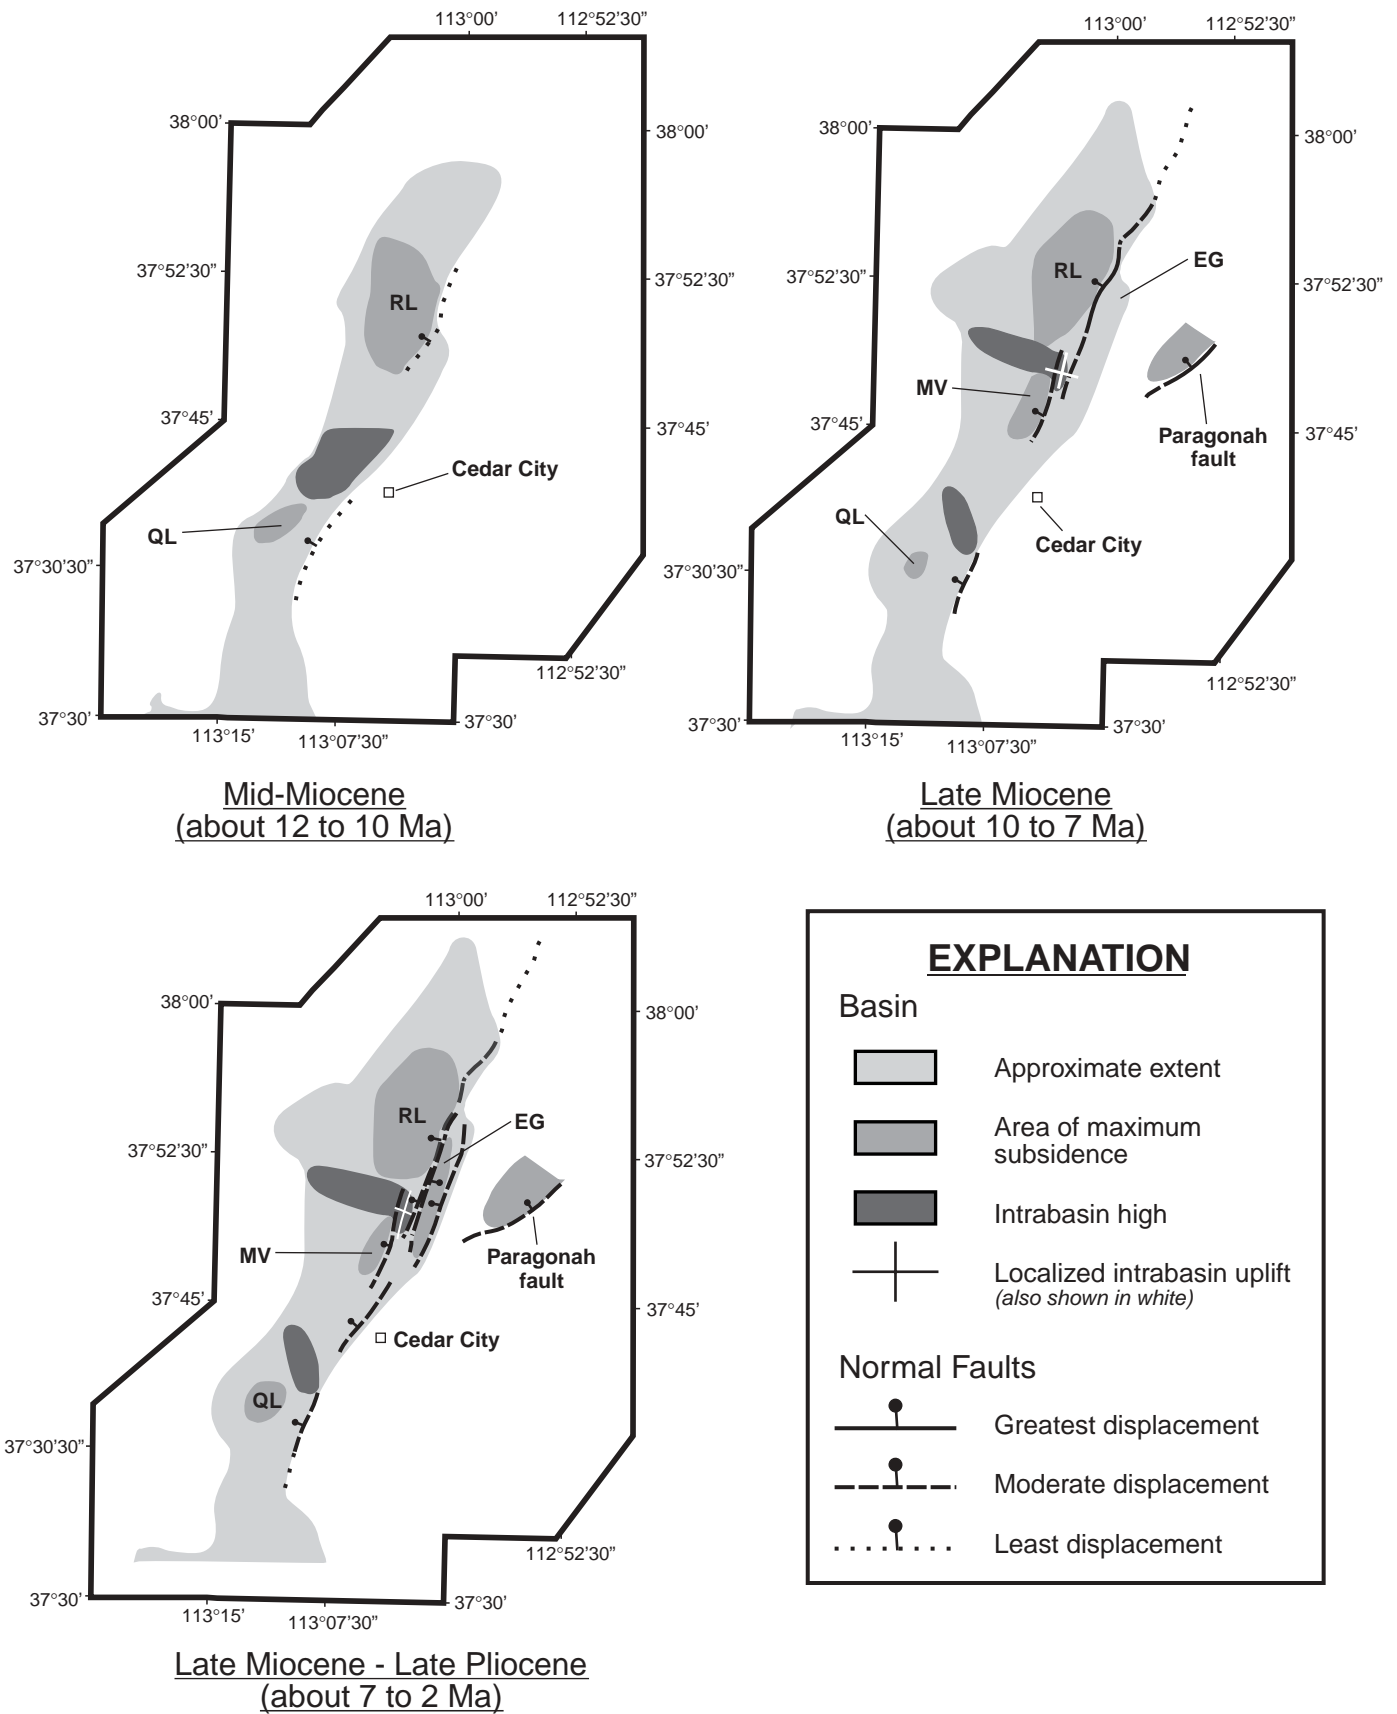 113°00' 112°52'30"
38°00'
38°00'
37°52'30"
37°52'30"
RL
37°45'
37°45'
Cedar City
QL
37°30'30"
112°52'30"
37°30'
37°30'
113°15'
113°07'30"
Mid-Miocene
(about 12 to 10 Ma)
113°00' 112°52'30"
38°00'
38°00'
EG
RL
37°52'30"
37°52'30"
MV
37°45'
37°45'
Paragonah
fault
QL
Cedar City
37°30'30"
112°52'30"
37°30'
37°30'
113°15'
113°07'30"
Late Miocene
(about 10 to 7 Ma)
113°00' 112°52'30"
38°00'
38°00'
RL
EG
37°52'30"
37°52'30"
MV
Paragonah
fault
37°45'
37°45'
Cedar City
QL
37°30'30"
112°52'30"
37°30'
37°30'
113°15'
113°07'30"
Late Miocene - Late Pliocene
(about 7 to 2 Ma)
EXPLANATION
Basin
Approximate extent
Area of maximum
subsidence
Intrabasin high
Localized intrabasin uplift
(also shown in white)
Normal Faults
Greatest displacement
Moderate displacement
Least displacement